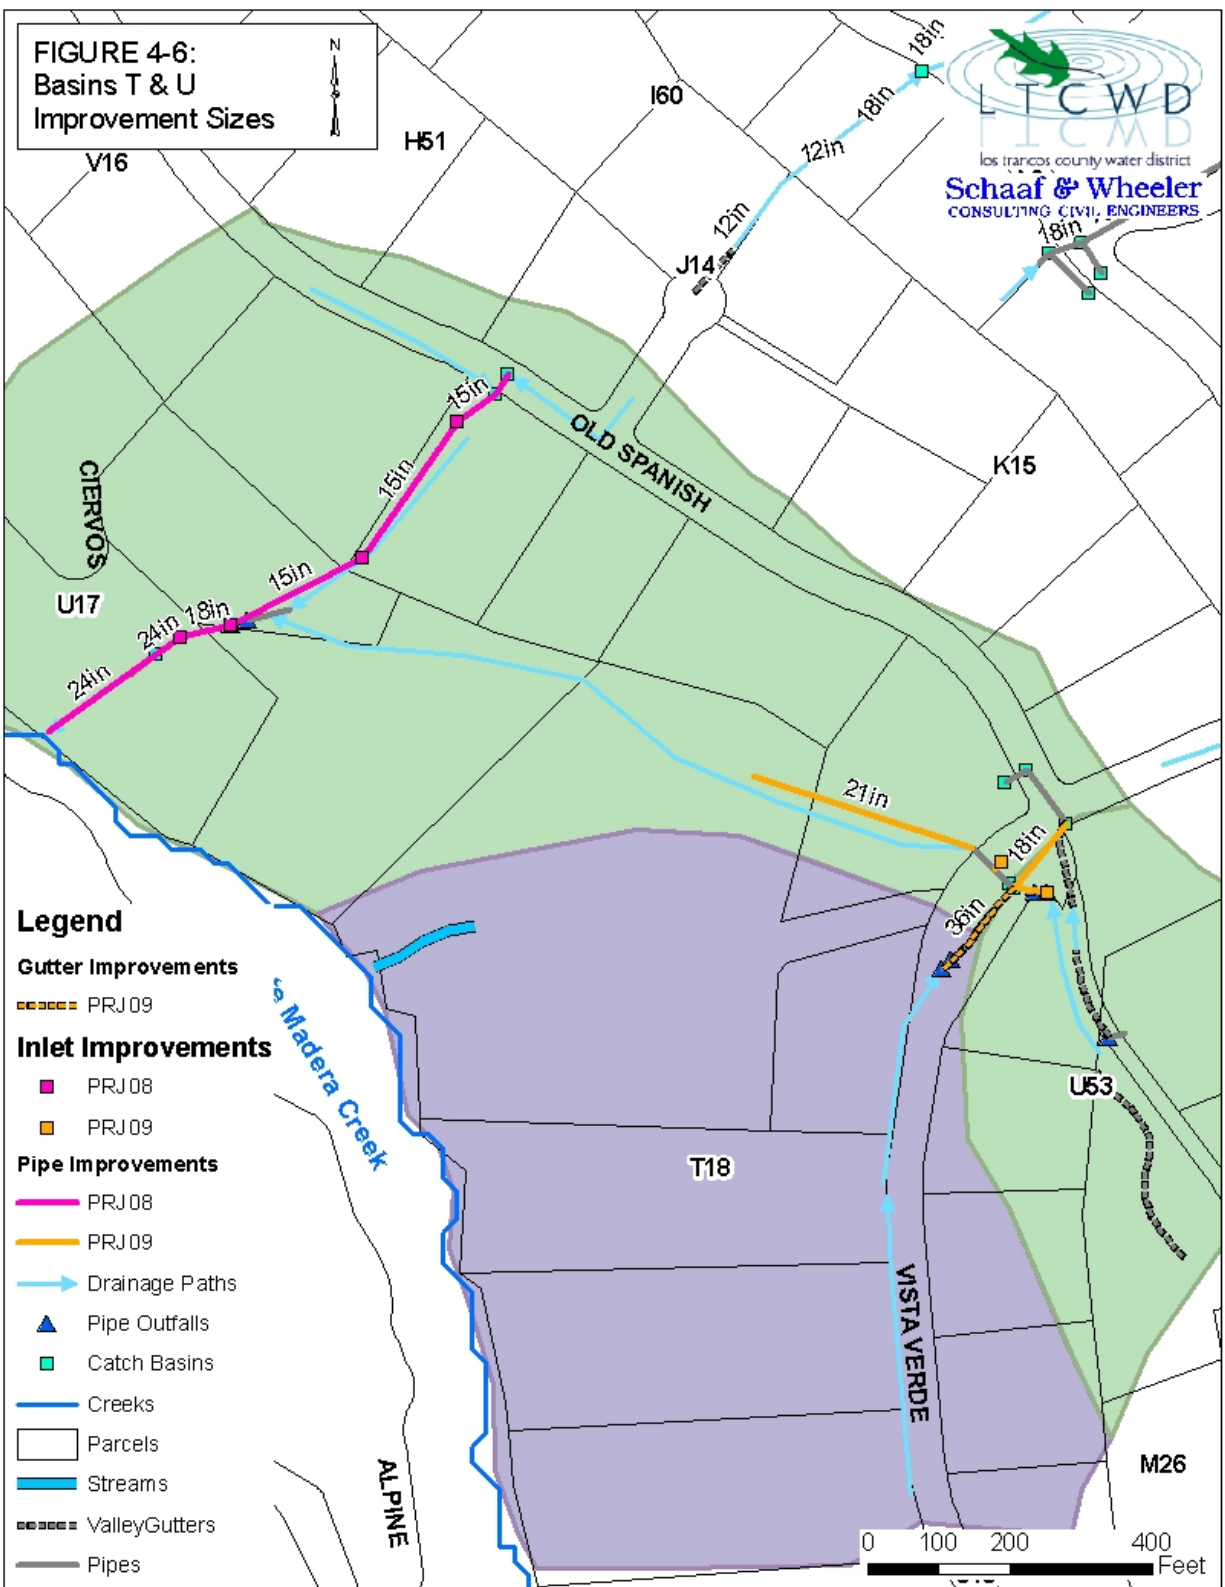 FIGURE 4-6:
Basins T & U
Improvement Sizes
N
LTCWD
los trancos county water district
Schaaf & Wheeler
CONSULTING CIVIL ENGINEERS
18in
18in
12in
12in
18in
I60
H51
V16
J14
K15
15in
15in
15in
18in
24in
24in
OLD SPANISH
CIERVOS
U17
21in
18in
36in
U53
T18
VISTA VERDE
M26
Madera Creek
ALPINE
Legend
Gutter Improvements
PRJ09
Inlet Improvements
PRJ08
PRJ09
Pipe Improvements
PRJ08
PRJ09
Drainage Paths
Pipe Outfalls
Catch Basins
Creeks
Parcels
Streams
ValleyGutters
Pipes
0 100 200 400
Feet